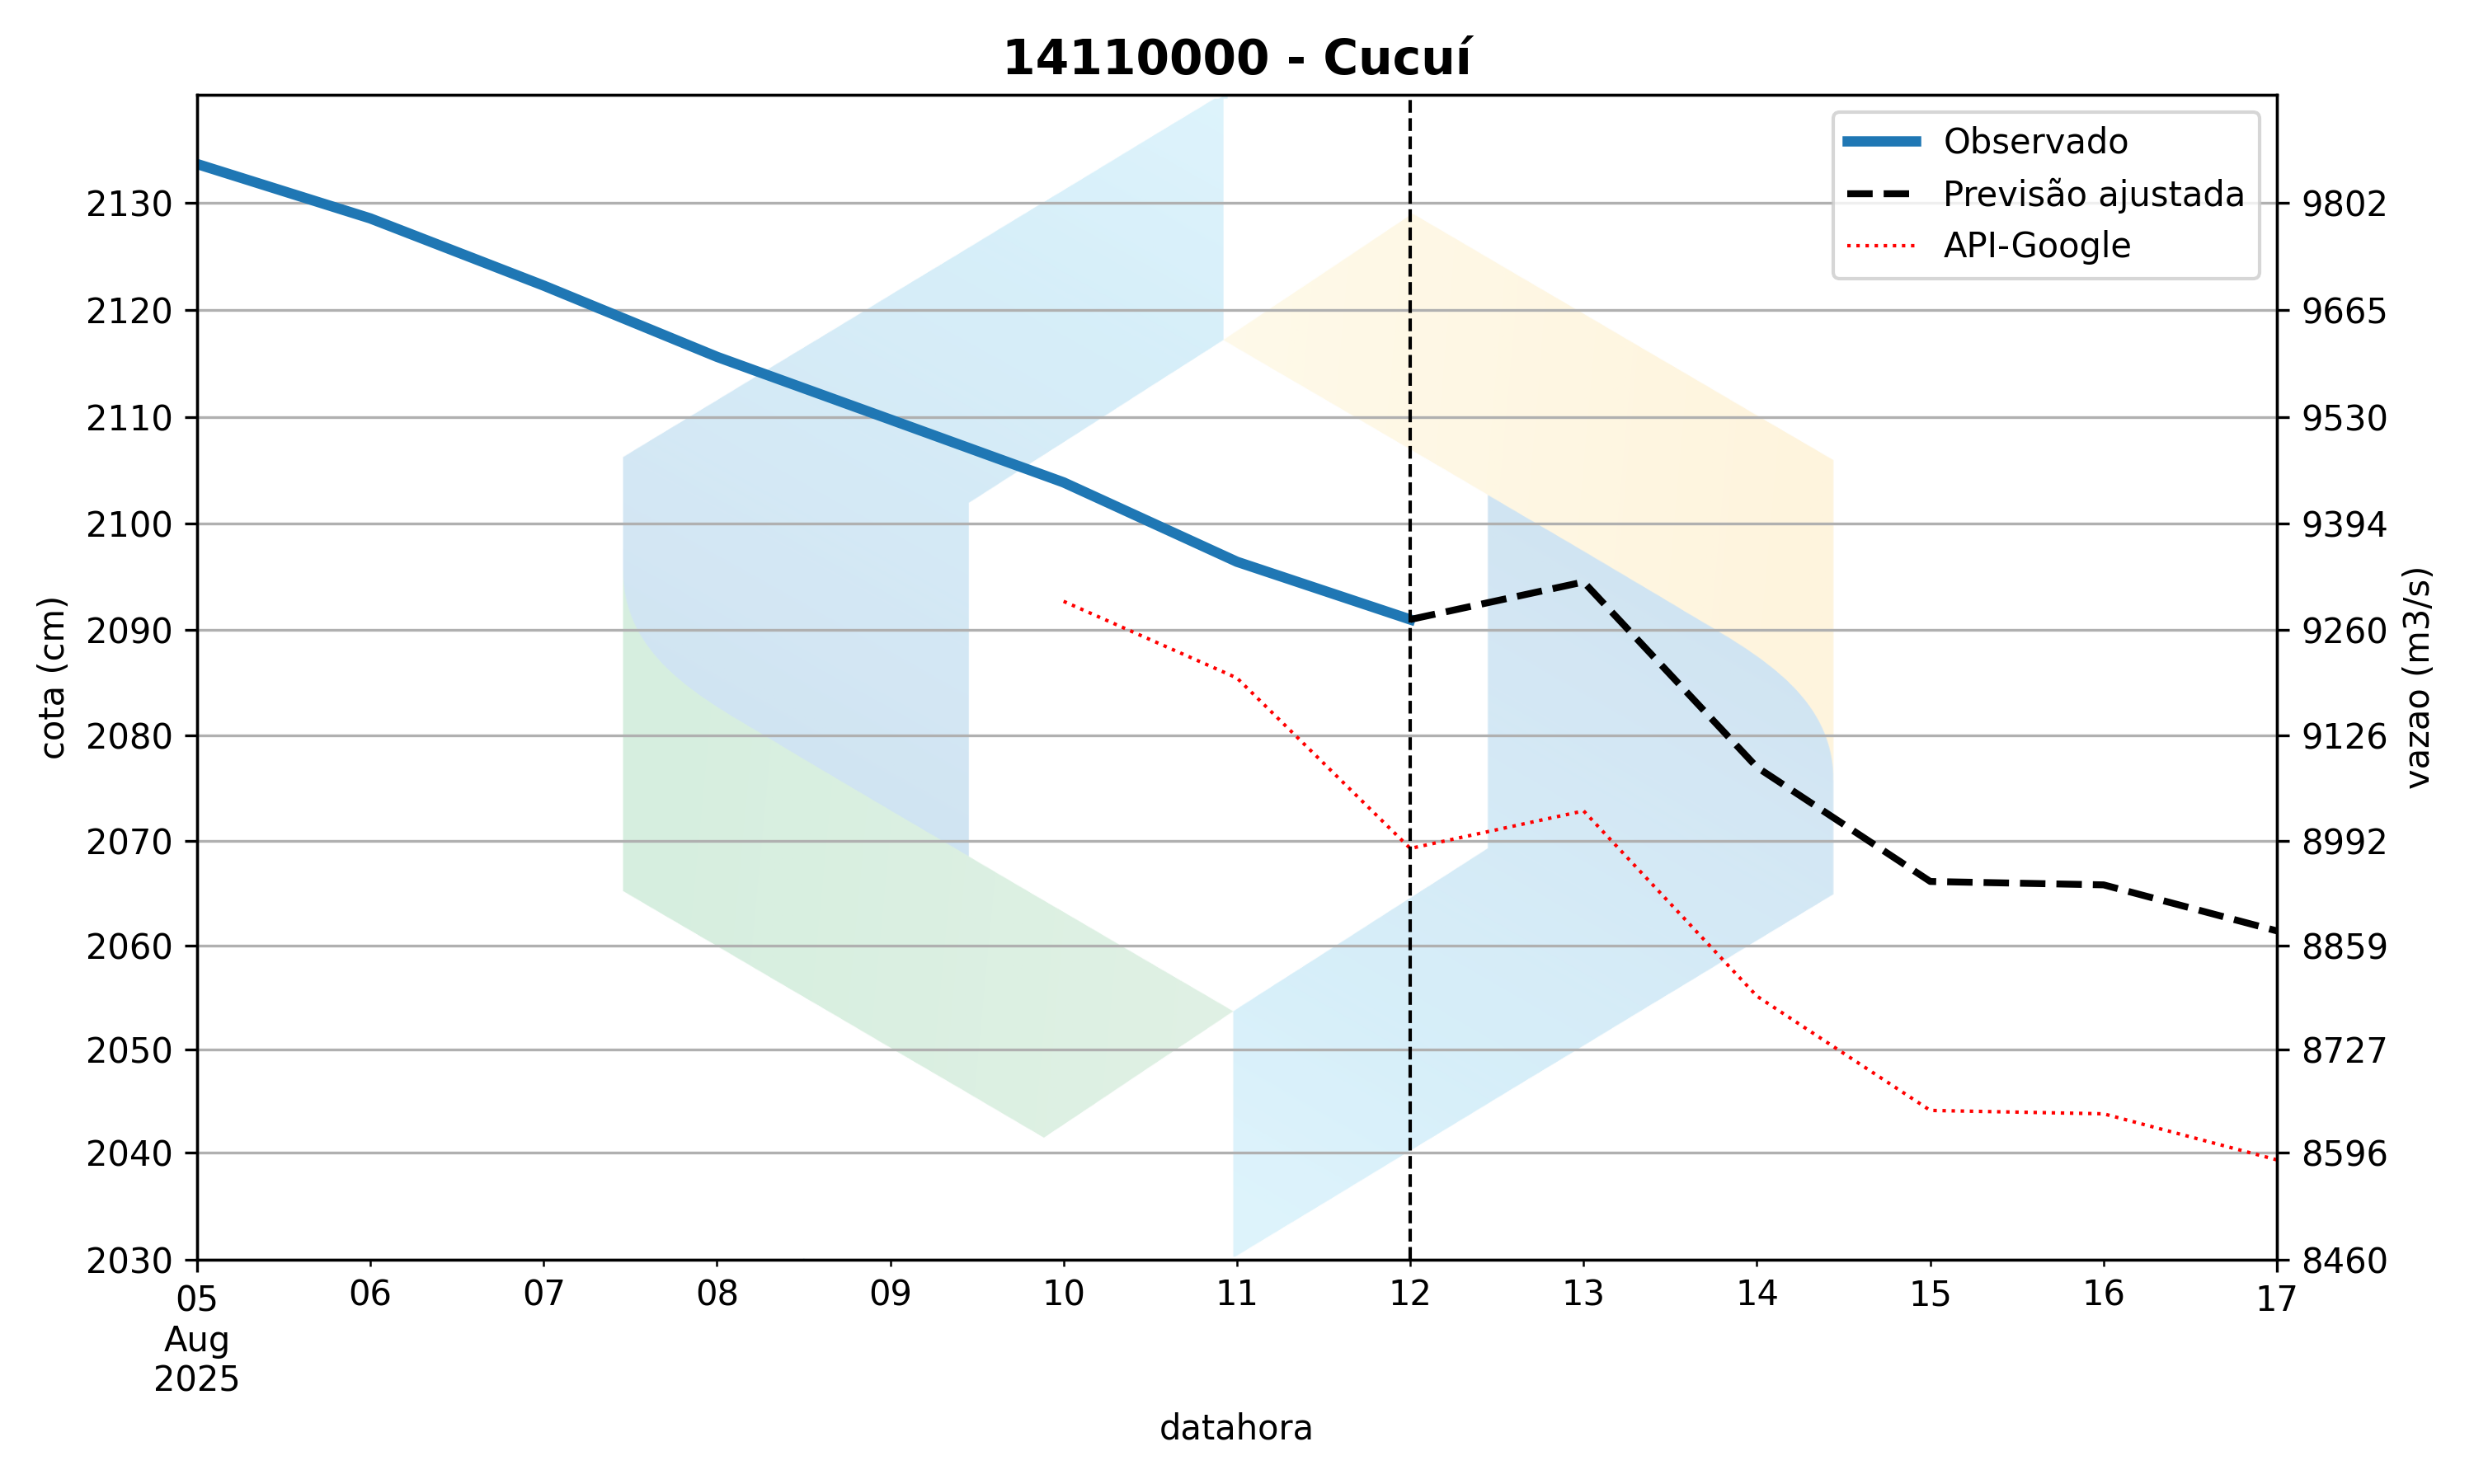 14110000 - Cucuí
Observado
Previsão ajustada
API-Google
2130
2120
2110
2100
2090
2080
2070
2060
2050
2040
2030
cota (cm)
9802
9665
9530
9394
9260
9126
8992
8859
8727
8596
8460
vazao (m3/s)
05 06 07 08 09 10 11 12 13 14 15 16 17
Aug
2025
datahora